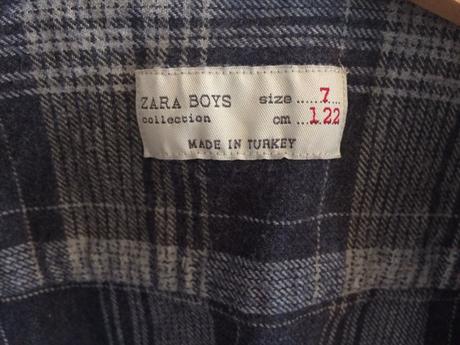 ZARA BOYS size ......7....
collection cm ....122
MADE IN TURKEY